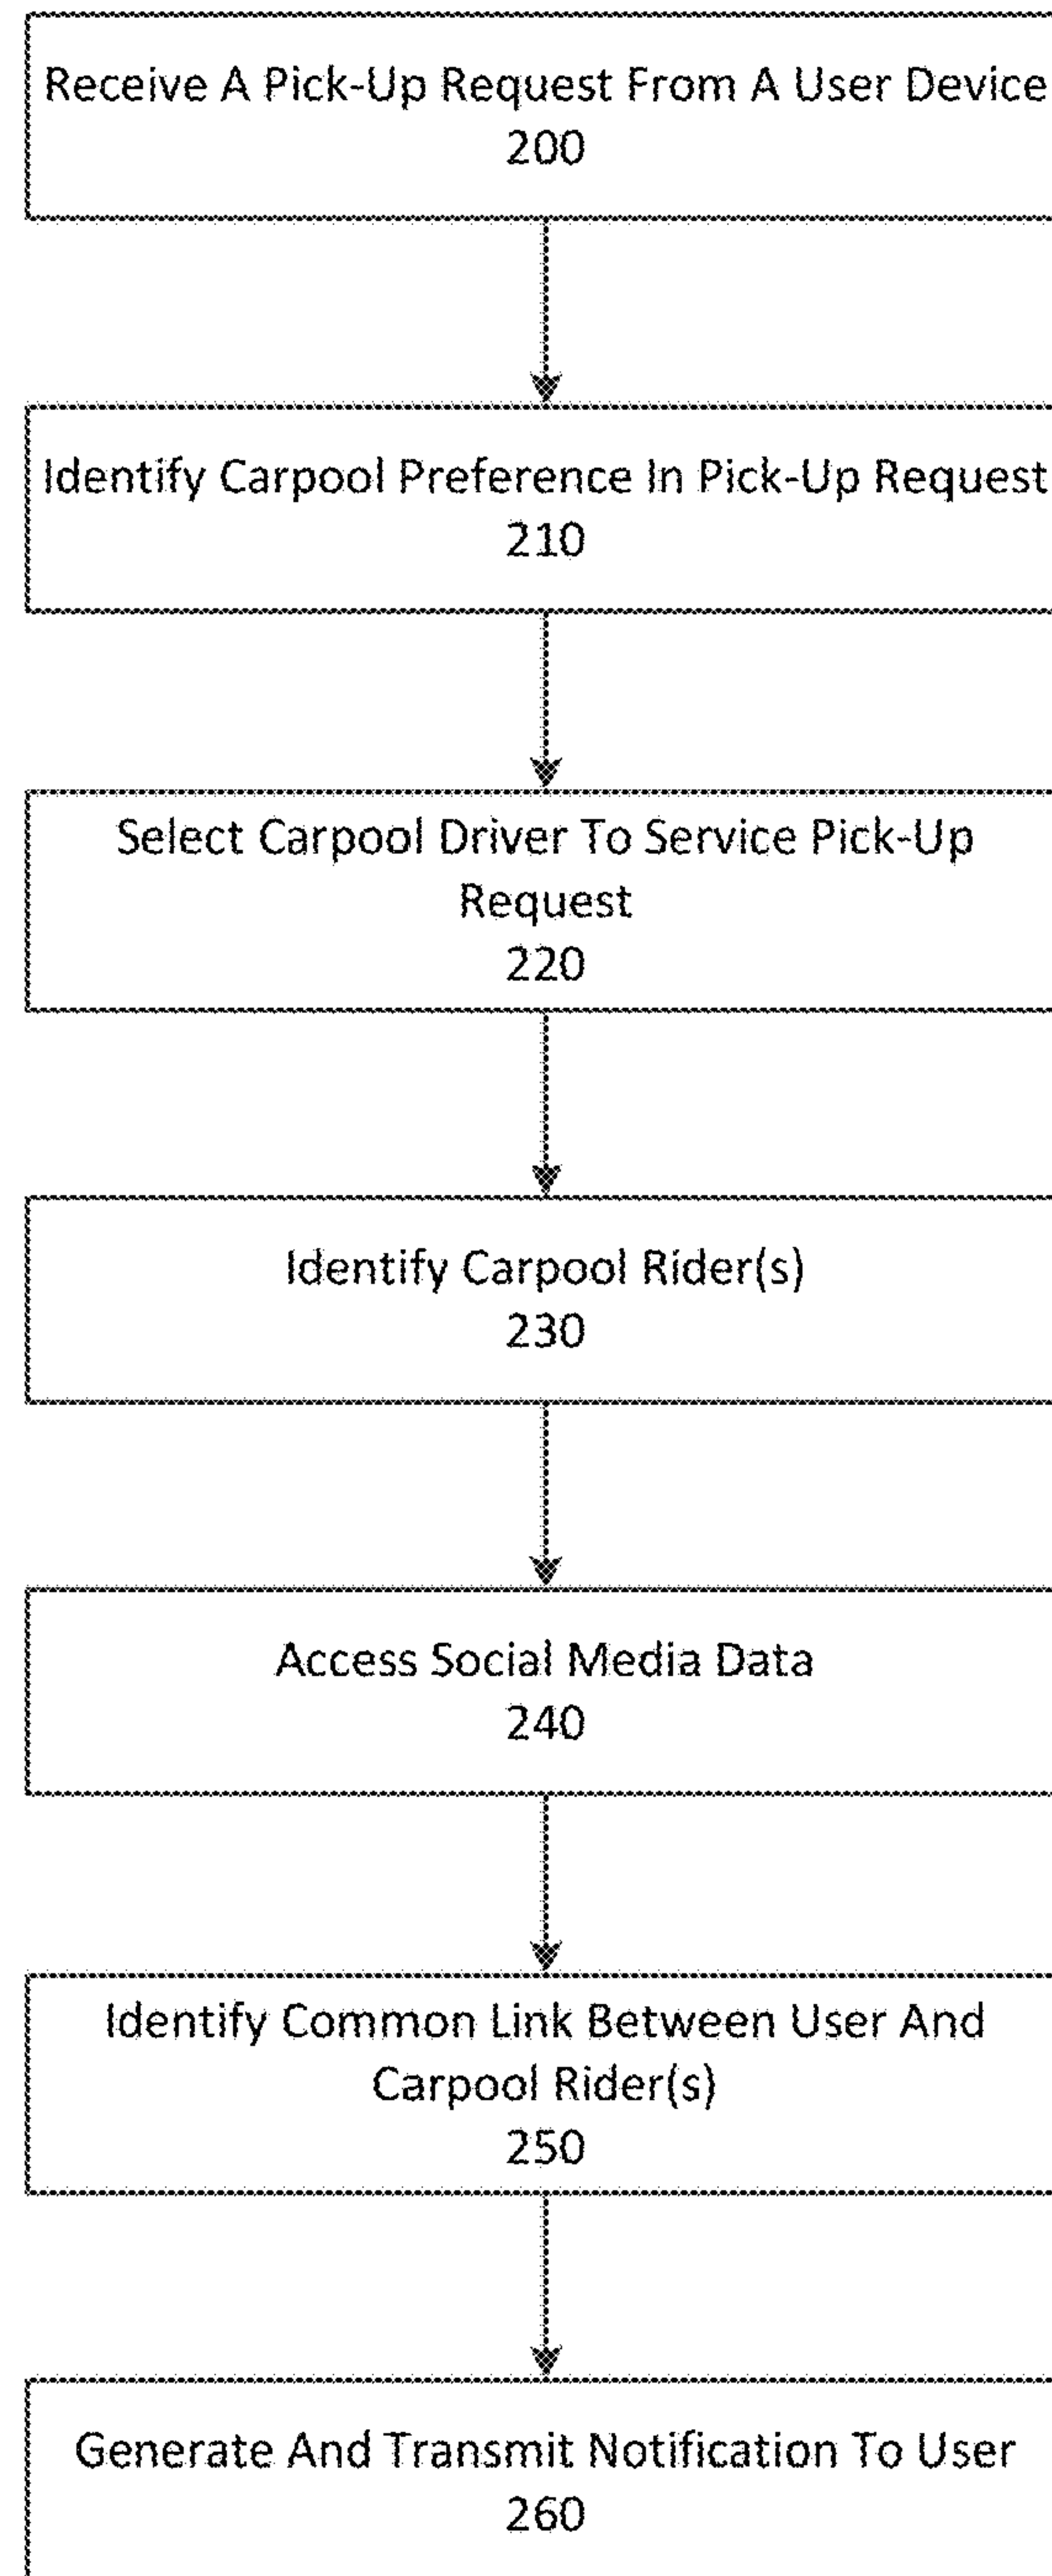 Receive A Pick-Up Request From A User Device
200
Identify Carpool Preference In Pick-Up Request
210
Select Carpool Driver To Service Pick-Up
Request
220
Identify Carpool Rider(s)
230
Access Social Media Data
240
Identify Common Link Between User And
Carpool Rider(s)
250
Generate And Transmit Notification To User
260